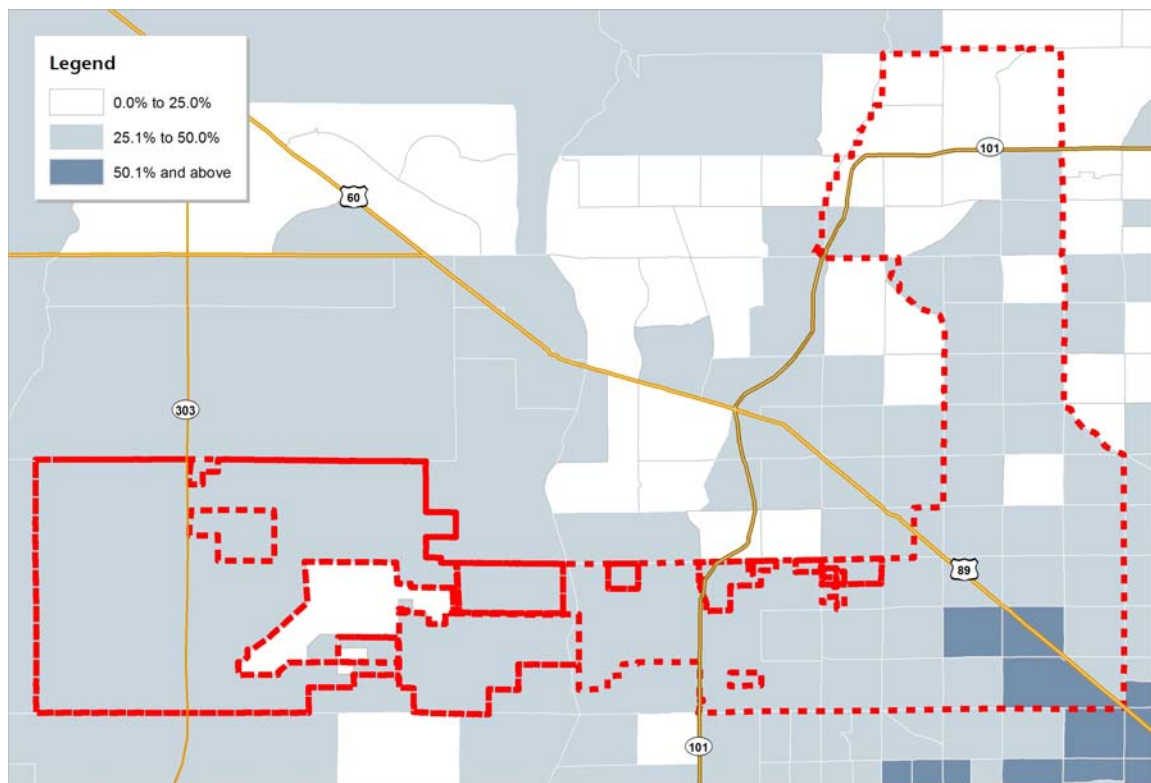 Legend
0.0% to 25.0%
25.1% to 50.0%
50.1% and above
101
60
303
89
101